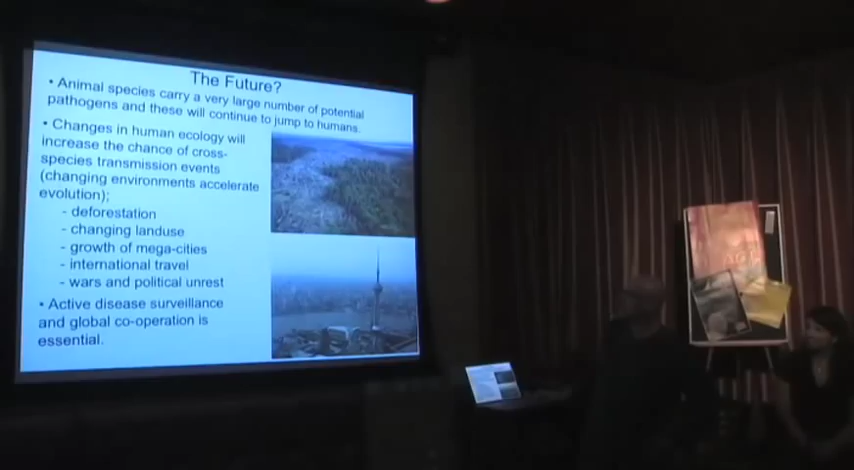 The Future?
• Animal species carry a very large number of potential
pathogens and these will continue to jump to humans.
• Changes in human ecology will
increase the chance of cross-
species transmission events
(changing environments accelerate
evolution);
- deforestation
- changing landuse
- growth of mega-cities
- international travel
- wars and political unrest
• Active disease surveillance
and global co-operation is
essential.